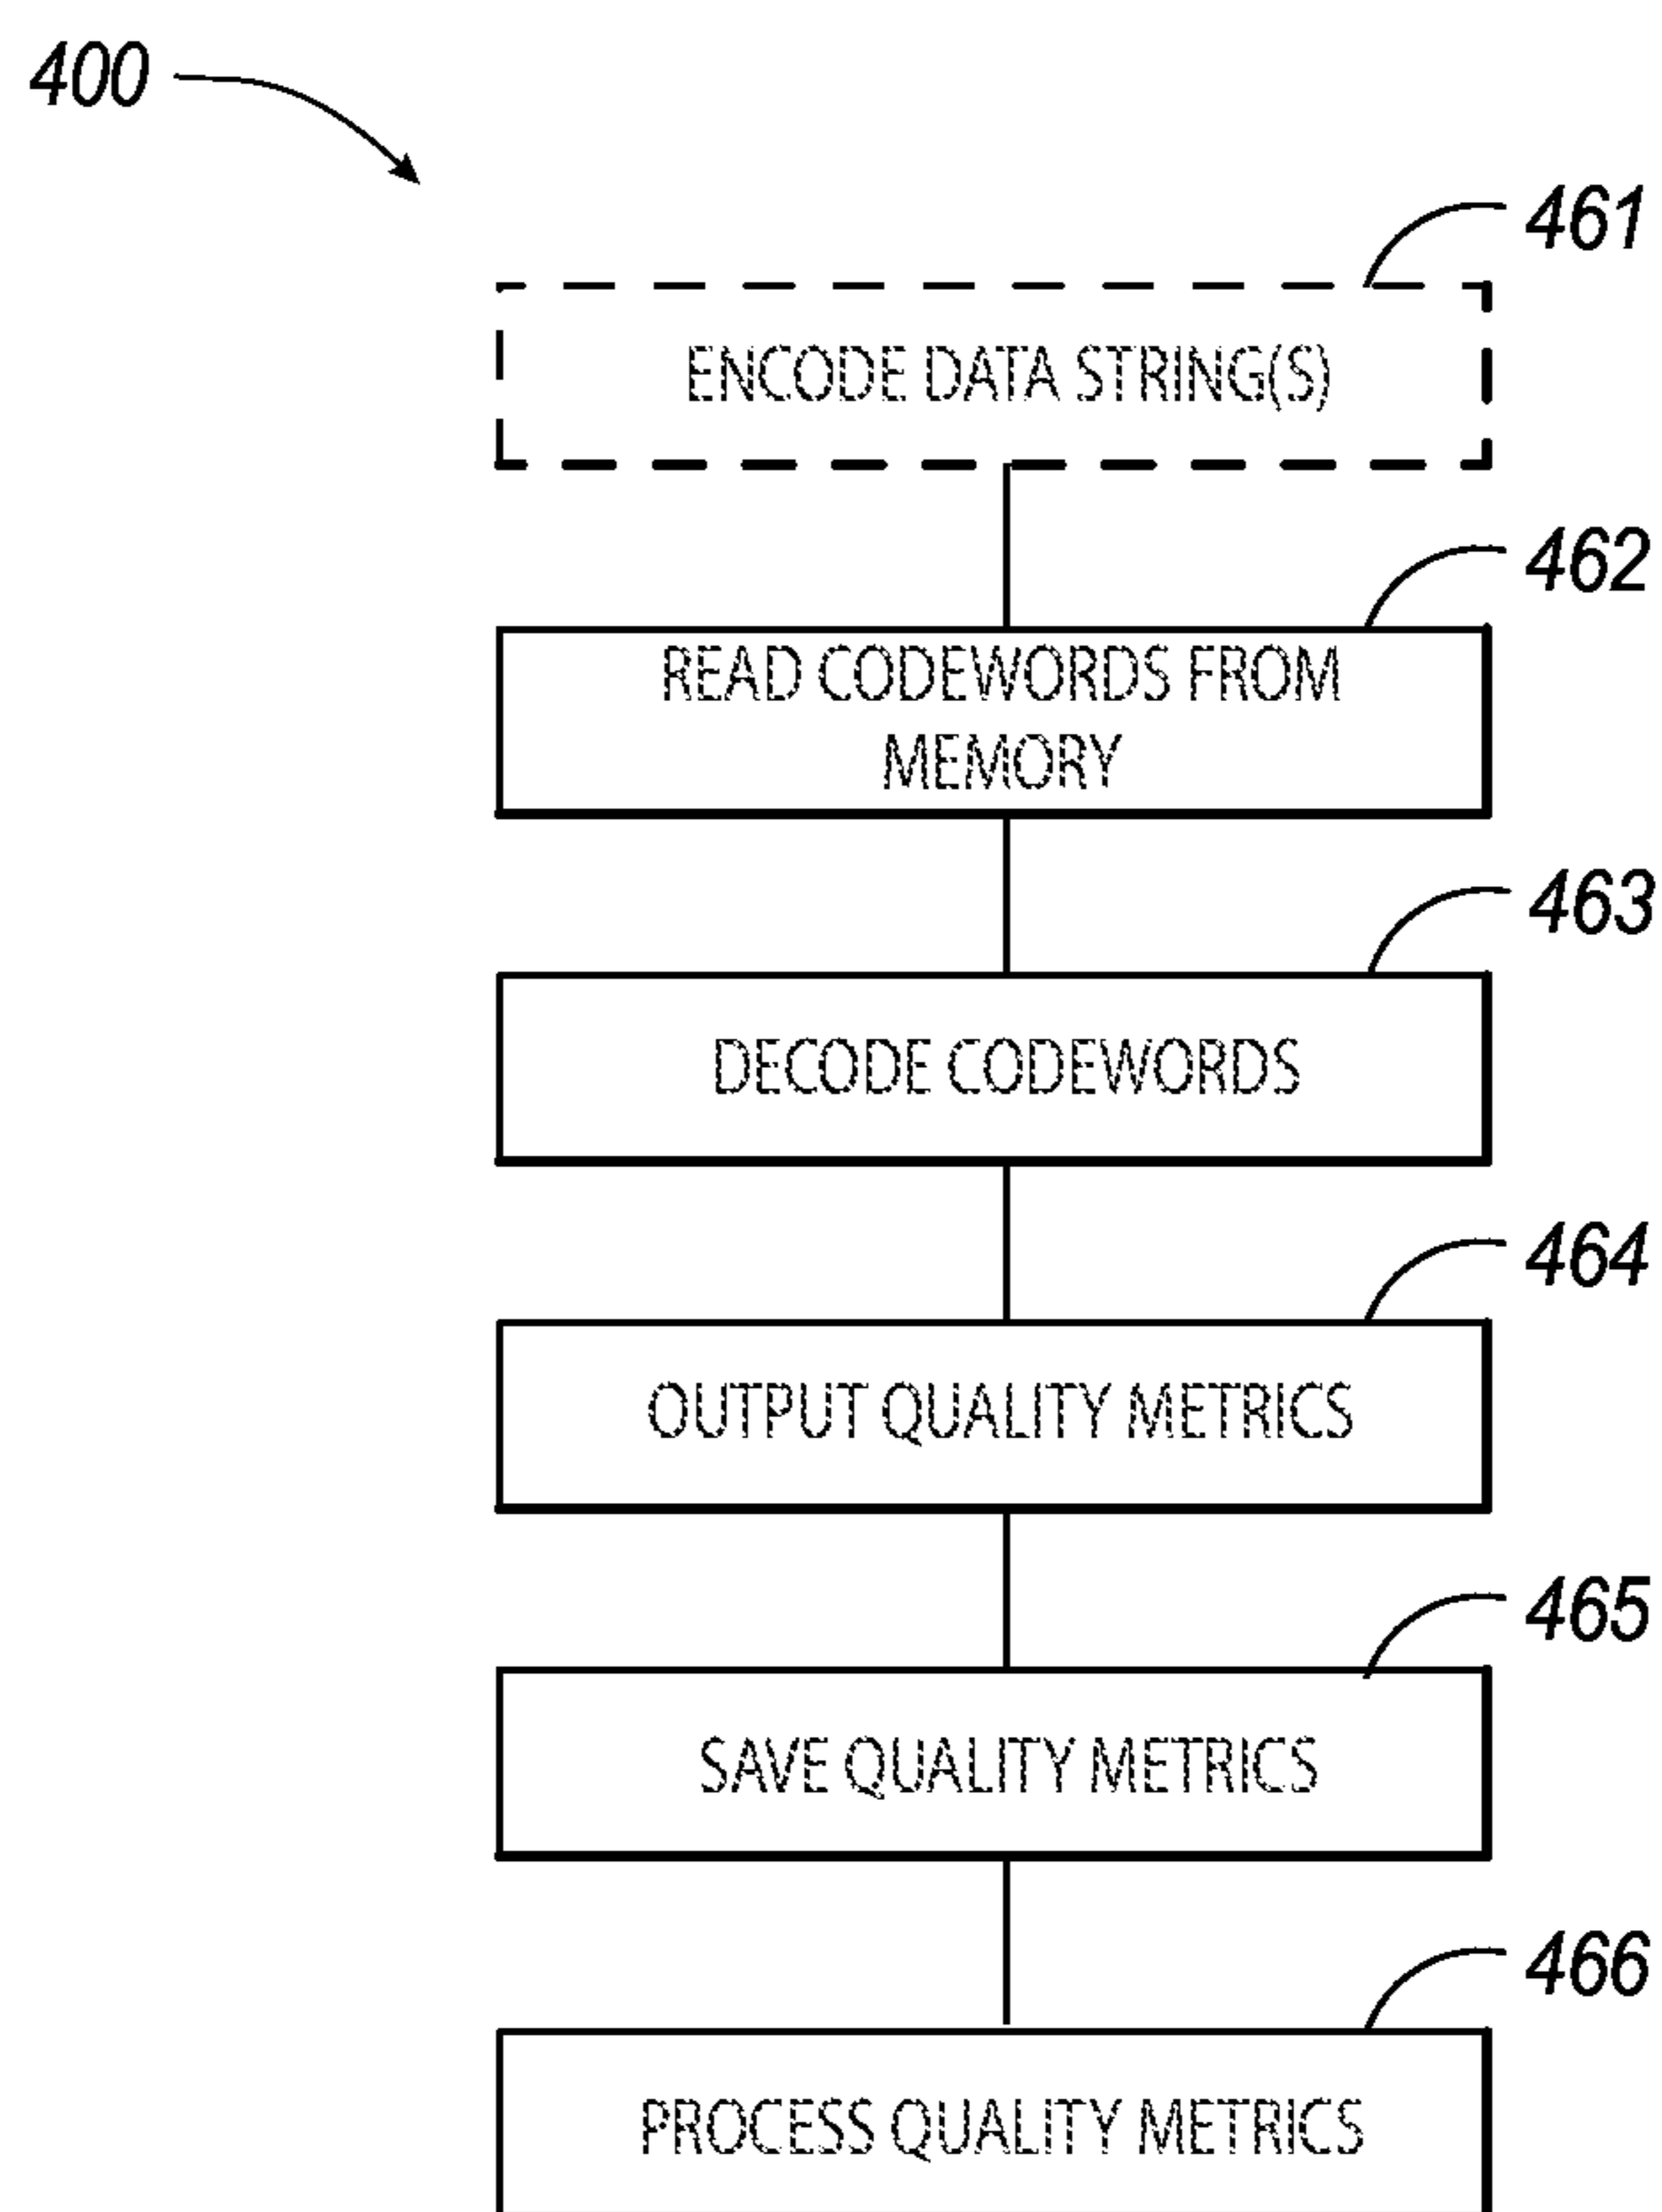 400
461
ENCODE DATA STRING(S)
462
READ CODEWORDS FROM
MEMORY
463
DECODE CODEWORDS
464
OUTPUT QUALITY METRICS
465
SAVE QUALITY METRICS
466
PROCESS QUALITY METRICS